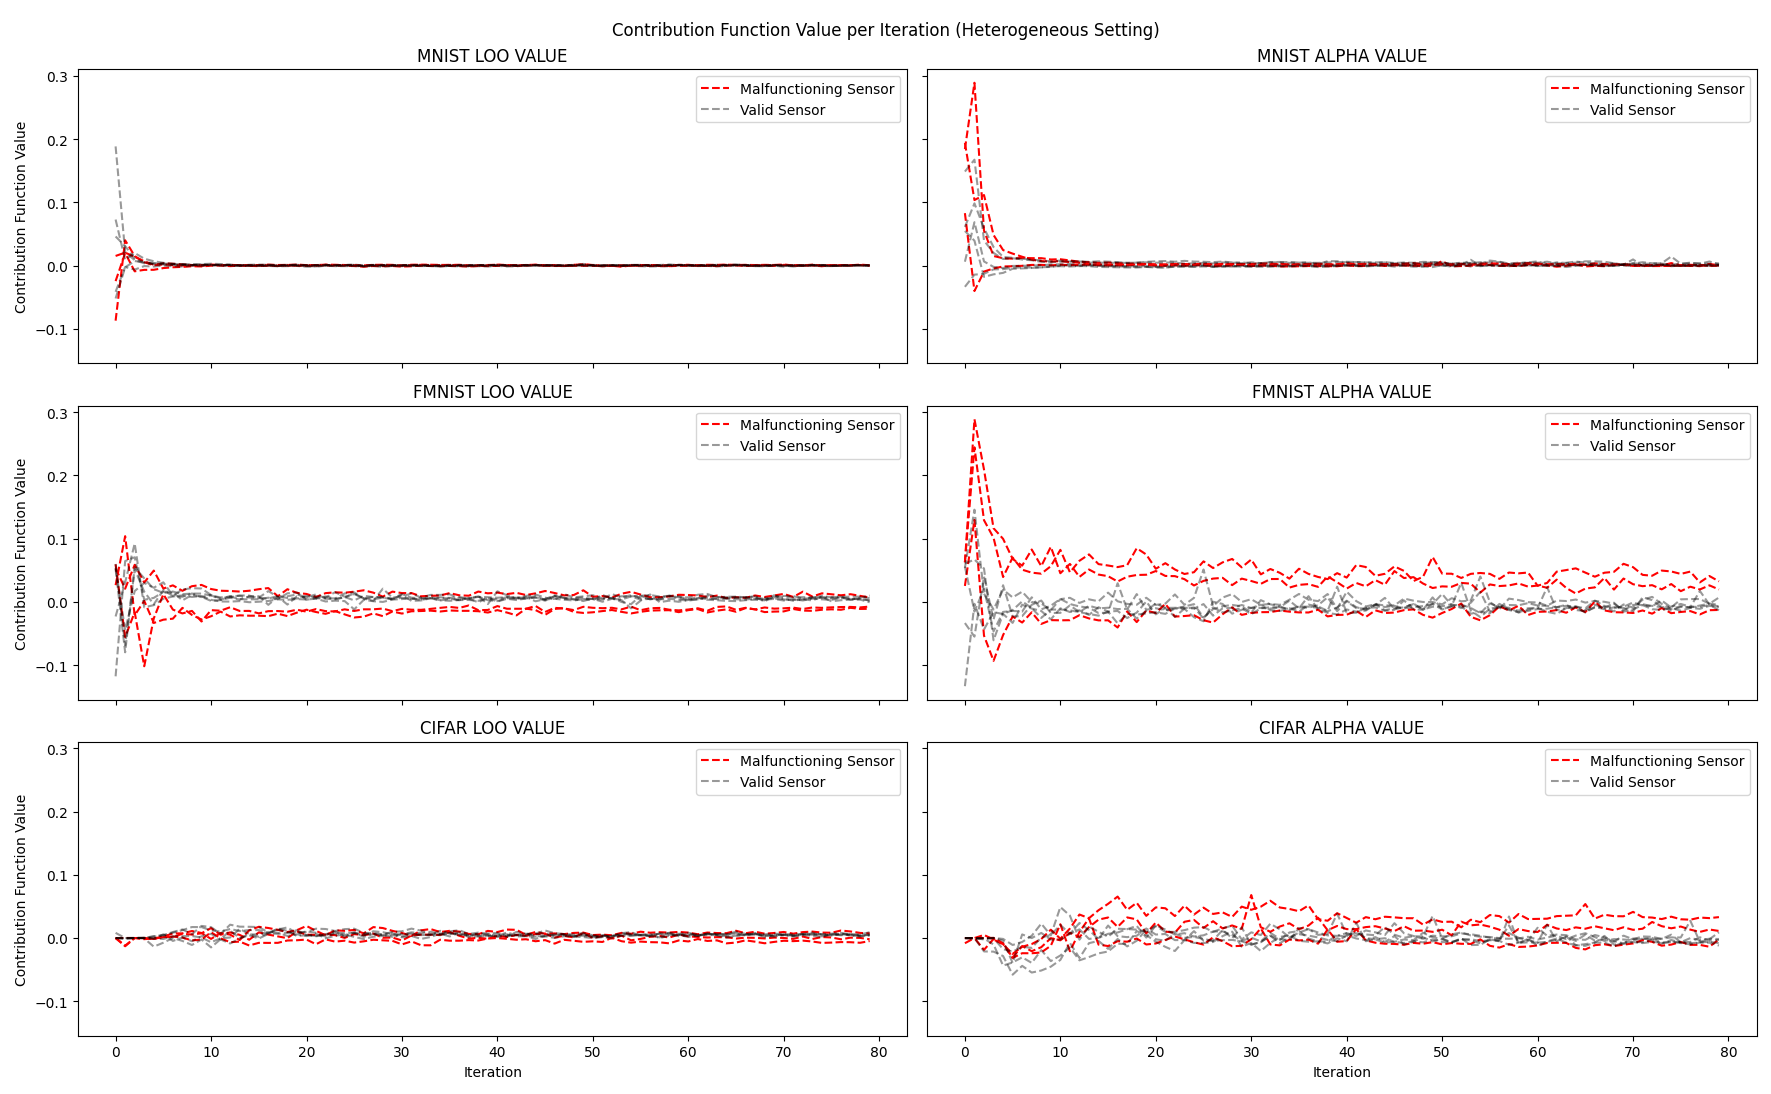 Contribution Function Value per Iteration (Heterogeneous Setting)
MNIST LOO VALUE
Contribution Function Value
0.3
0.2
0.1
0.0
−0.1
Malfunctioning Sensor
Valid Sensor
MNIST ALPHA VALUE
Malfunctioning Sensor
Valid Sensor
FMNIST LOO VALUE
Contribution Function Value
0.3
0.2
0.1
0.0
−0.1
Malfunctioning Sensor
Valid Sensor
FMNIST ALPHA VALUE
Malfunctioning Sensor
Valid Sensor
CIFAR LOO VALUE
Contribution Function Value
0.3
0.2
0.1
0.0
−0.1
Malfunctioning Sensor
Valid Sensor
0 10 20 30 40 50 60 70 80
Iteration
CIFAR ALPHA VALUE
Malfunctioning Sensor
Valid Sensor
0 10 20 30 40 50 60 70 80
Iteration